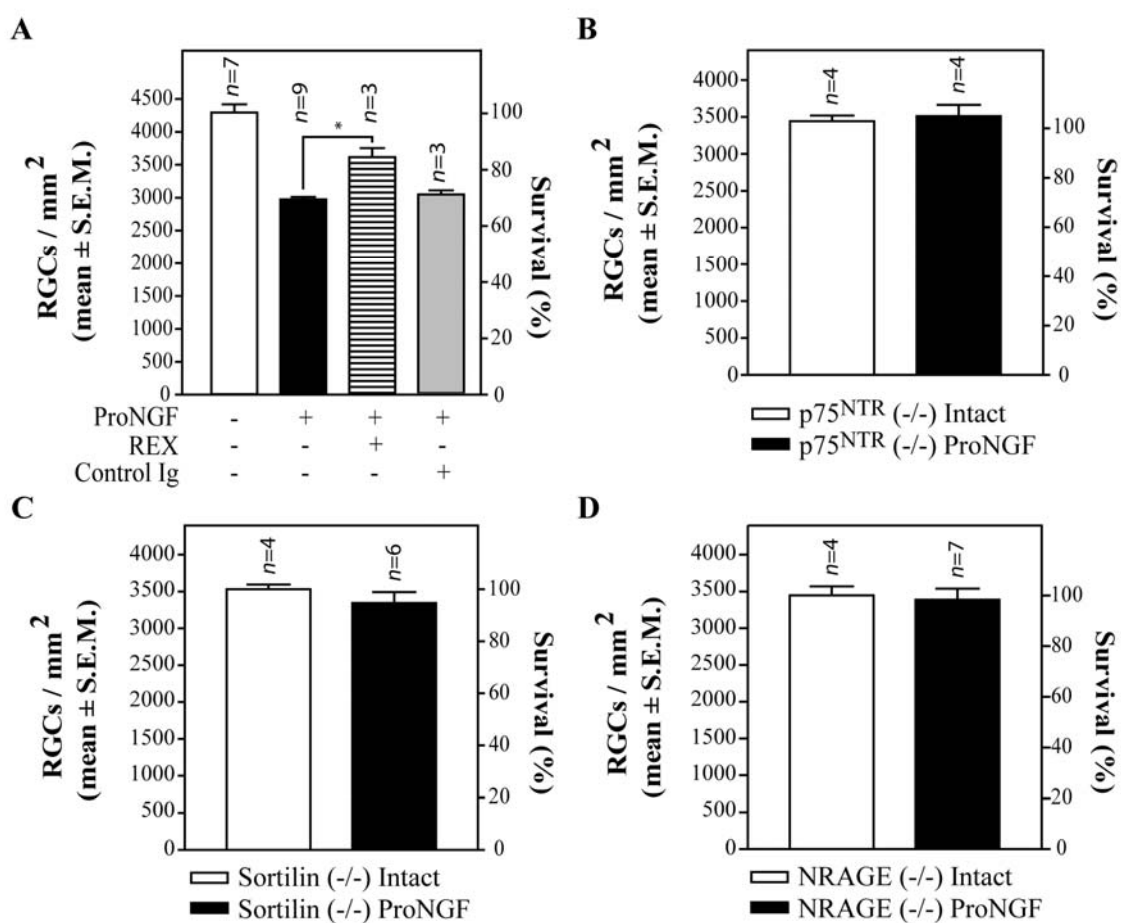 A
RGCs / mm2
(mean ± S.E.M.)
4500
4000
3500
3000
2500
2000
1500
1000
500
0
n=7
n=9
n=3
n=3
*
100
80
60
40
20
0
Survival (%)
ProNGF - + + +
REX - - + -
Control Ig - - - +
B
RGCs / mm2
(mean ± S.E.M.)
4000
3500
3000
2500
2000
1500
1000
500
0
n=4
n=4
100
80
60
40
20
0
Survival (%)
p75NTR (-/-) Intact
p75NTR (-/-) ProNGF
C
RGCs / mm2
(mean ± S.E.M.)
4000
3500
3000
2500
2000
1500
1000
500
0
n=4
n=6
100
80
60
40
20
0
Survival (%)
Sortilin (-/-) Intact
Sortilin (-/-) ProNGF
D
RGCs / mm2
(mean ± S.E.M.)
4000
3500
3000
2500
2000
1500
1000
500
0
n=4
n=7
100
80
60
40
20
0
Survival (%)
NRAGE (-/-) Intact
NRAGE (-/-) ProNGF